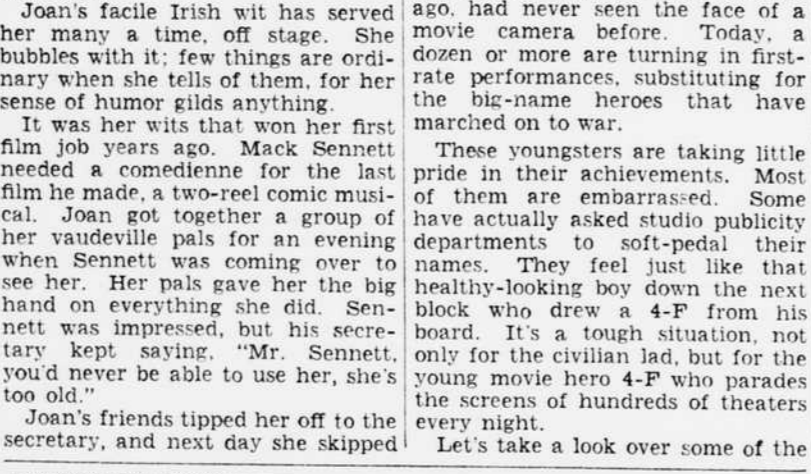 Joan's facile Irish wit has served
her many a time, off stage. She
bubbles with it; few things are ordi-
nary when she tells of them, for her
sense of humor gilds anything.
It was her wits that won her first
film job years ago. Mack Sennett
needed a comedienne for the last
film he made, a two-reel comic musi-
cal. Joan got together a group of
her vaudeville pals for an evening
when Sennett was coming over to
see her. Her pals gave her the big
hand on everything she did. Sen-
nett was impressed, but his secre-
tary kept saying, "Mr. Sennett,
you'd never be able to use her, she's
too old."
Joan's friends tipped her off to the
secretary, and next day she skipped
ago, had never seen the face of a
movie camera before. Today, a
dozen or more are turning in first-
rate performances, substituting for
the big-name heroes that have
marched on to war.
These youngsters are taking little
pride in their achievements. Most
of them are embarrassed. Some
have actually asked studio publicity
departments to soft-pedal their
names. They feel just like that
healthy-looking boy down the next
block who drew a 4-F from his
board. It's a tough situation, not
only for the civilian lad, but for the
young movie hero 4-F who parades
the screens of hundreds of theaters
every night.
Let's take a look over some of the